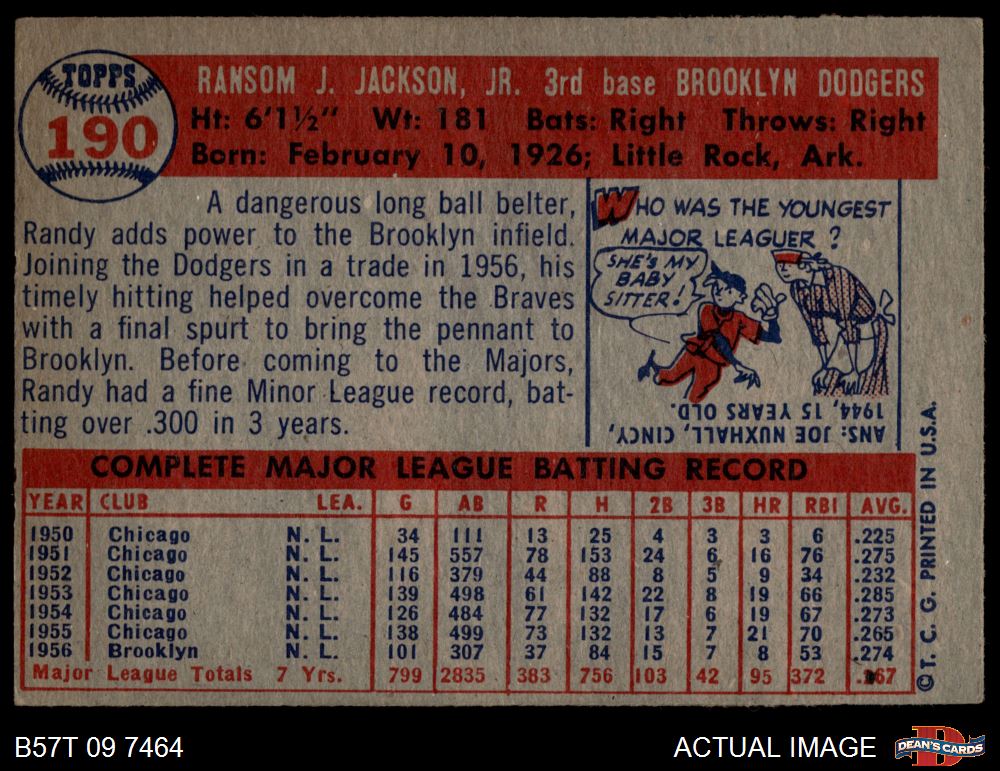 TOPPS
190
RANSOM J. JACKSON, JR. 3rd base BROOKLYN DODGERS
Ht: 6'1½" Wt: 181 Bats: Right Throws: Right
Born: February 10, 1926; Little Rock, Ark.
A dangerous long ball belter,
Randy adds power to the Brooklyn infield.
Joining the Dodgers in a trade in 1956, his
timely hitting helped overcome the Braves
with a final spurt to bring the pennant to
Brooklyn. Before coming to the Majors,
Randy had a fine Minor League record, bat-
ting over .300 in 3 years.
WHO WAS THE YOUNGEST
MAJOR LEAGUER ?
SHE'S MY
BABY
SITTER!
ANS: JOE NUXHALL, CINCY,
1944, 15 YEARS OLD.
COMPLETE MAJOR LEAGUE BATTING RECORD
YEAR CLUB LEA. G AB R H 2B 3B HR RBI AVG.
1950 Chicago N. L. 34 111 13 25 4 3 3 6 .225
1951 Chicago N. L. 145 557 78 153 24 6 16 76 .275
1952 Chicago N. L. 116 379 44 88 8 5 9 34 .232
1953 Chicago N. L. 139 498 61 142 22 8 19 66 .285
1954 Chicago N. L. 126 484 77 132 17 6 19 67 .273
1955 Chicago N. L. 138 499 73 132 13 7 21 70 .265
1956 Brooklyn N. L. 101 307 37 84 15 7 8 53 .274
Major League Totals 7 Yrs. 799 2835 383 756 103 42 95 372 .267
©T. C. G. PRINTED IN U.S.A.
B57T 09 7464
ACTUAL IMAGE
DEAN'S CARDS